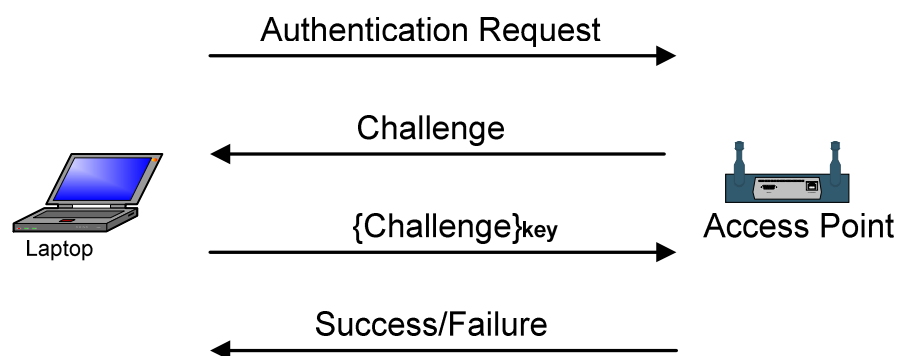 Authentication Request
Challenge
{Challenge}key
Laptop
Access Point
Success/Failure